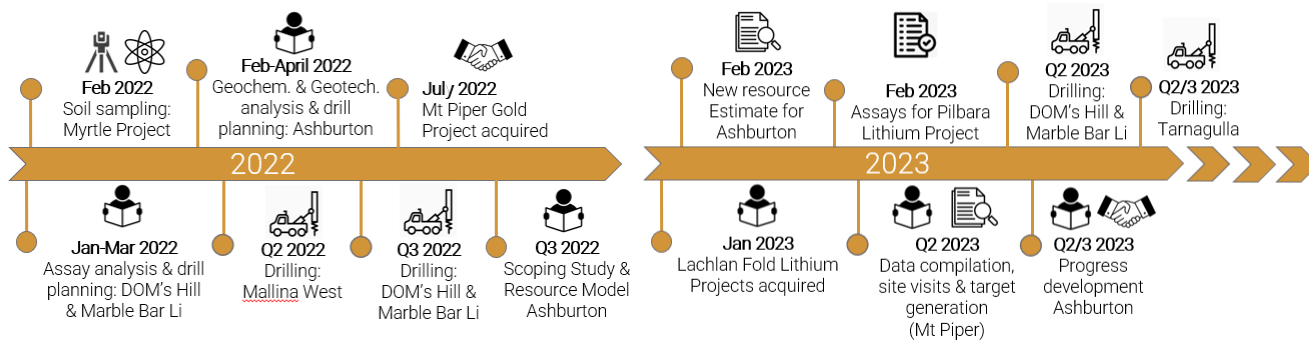 Feb 2022
Soil sampling:
Myrtle Project
Feb-April 2022
Geochem. & Geotech.
analysis & drill
planning: Ashburton
July 2022
Mt Piper Gold
Project acquired
2022
Jan-Mar 2022
Assay analysis & drill
planning: DOM's Hill
& Marble Bar Li
Q2 2022
Drilling:
Mallina West
Q3 2022
Drilling:
DOM's Hill &
Marble Bar Li
Q3 2022
Scoping Study &
Resource Model
Ashburton
Feb 2023
New resource
Estimate for
Ashburton
Feb 2023
Assays for Pilbara
Lithium Project
Q2 2023
Drilling:
DOM's Hill &
Marble Bar Li
Q2/3 2023
Drilling:
Tarnagulla
2023
Jan 2023
Lachlan Fold Lithium
Projects acquired
Q2 2023
Data compilation,
site visits & target
generation
(Mt Piper)
Q2/3 2023
Progress
development
Ashburton